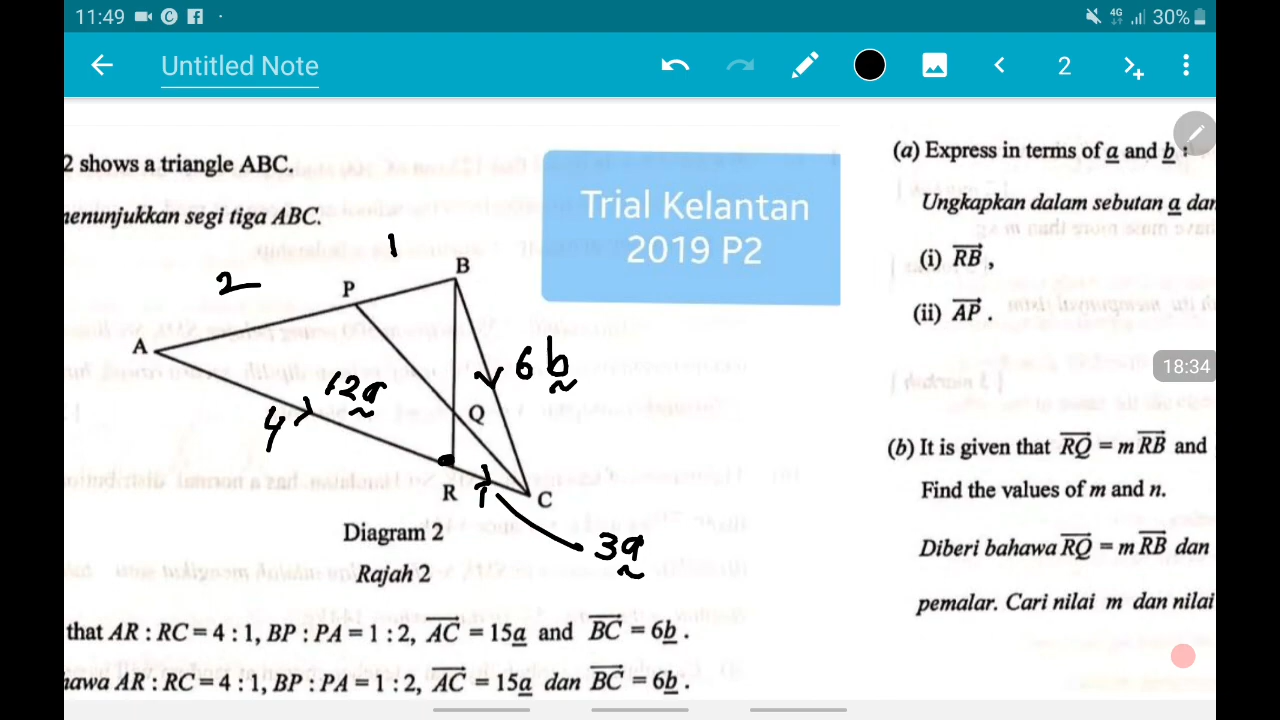 11:49
4G 30%
Untitled Note
2
2 shows a triangle ABC.
menunjukkan segi tiga ABC.
Trial Kelantan
2019 P2
1
2
B
P
A
6 b
12a
4
Q
R
1
C
3a
Diagram 2
Rajah 2
that AR : RC = 4 : 1, BP : PA = 1 : 2, AC = 15a and BC = 6b .
AR : RC = 4 : 1, BP : PA = 1 : 2, AC = 15a dan BC = 6b .
(a) Express in terms of a and b :
Ungkapkan dalam sebutan a dan
(i) RB ,
(ii) AP .
18:34
(b) It is given that RQ = m RB and
Find the values of m and n.
Diberi bahawa RQ = m RB dan
pemalar. Cari nilai m dan nilai